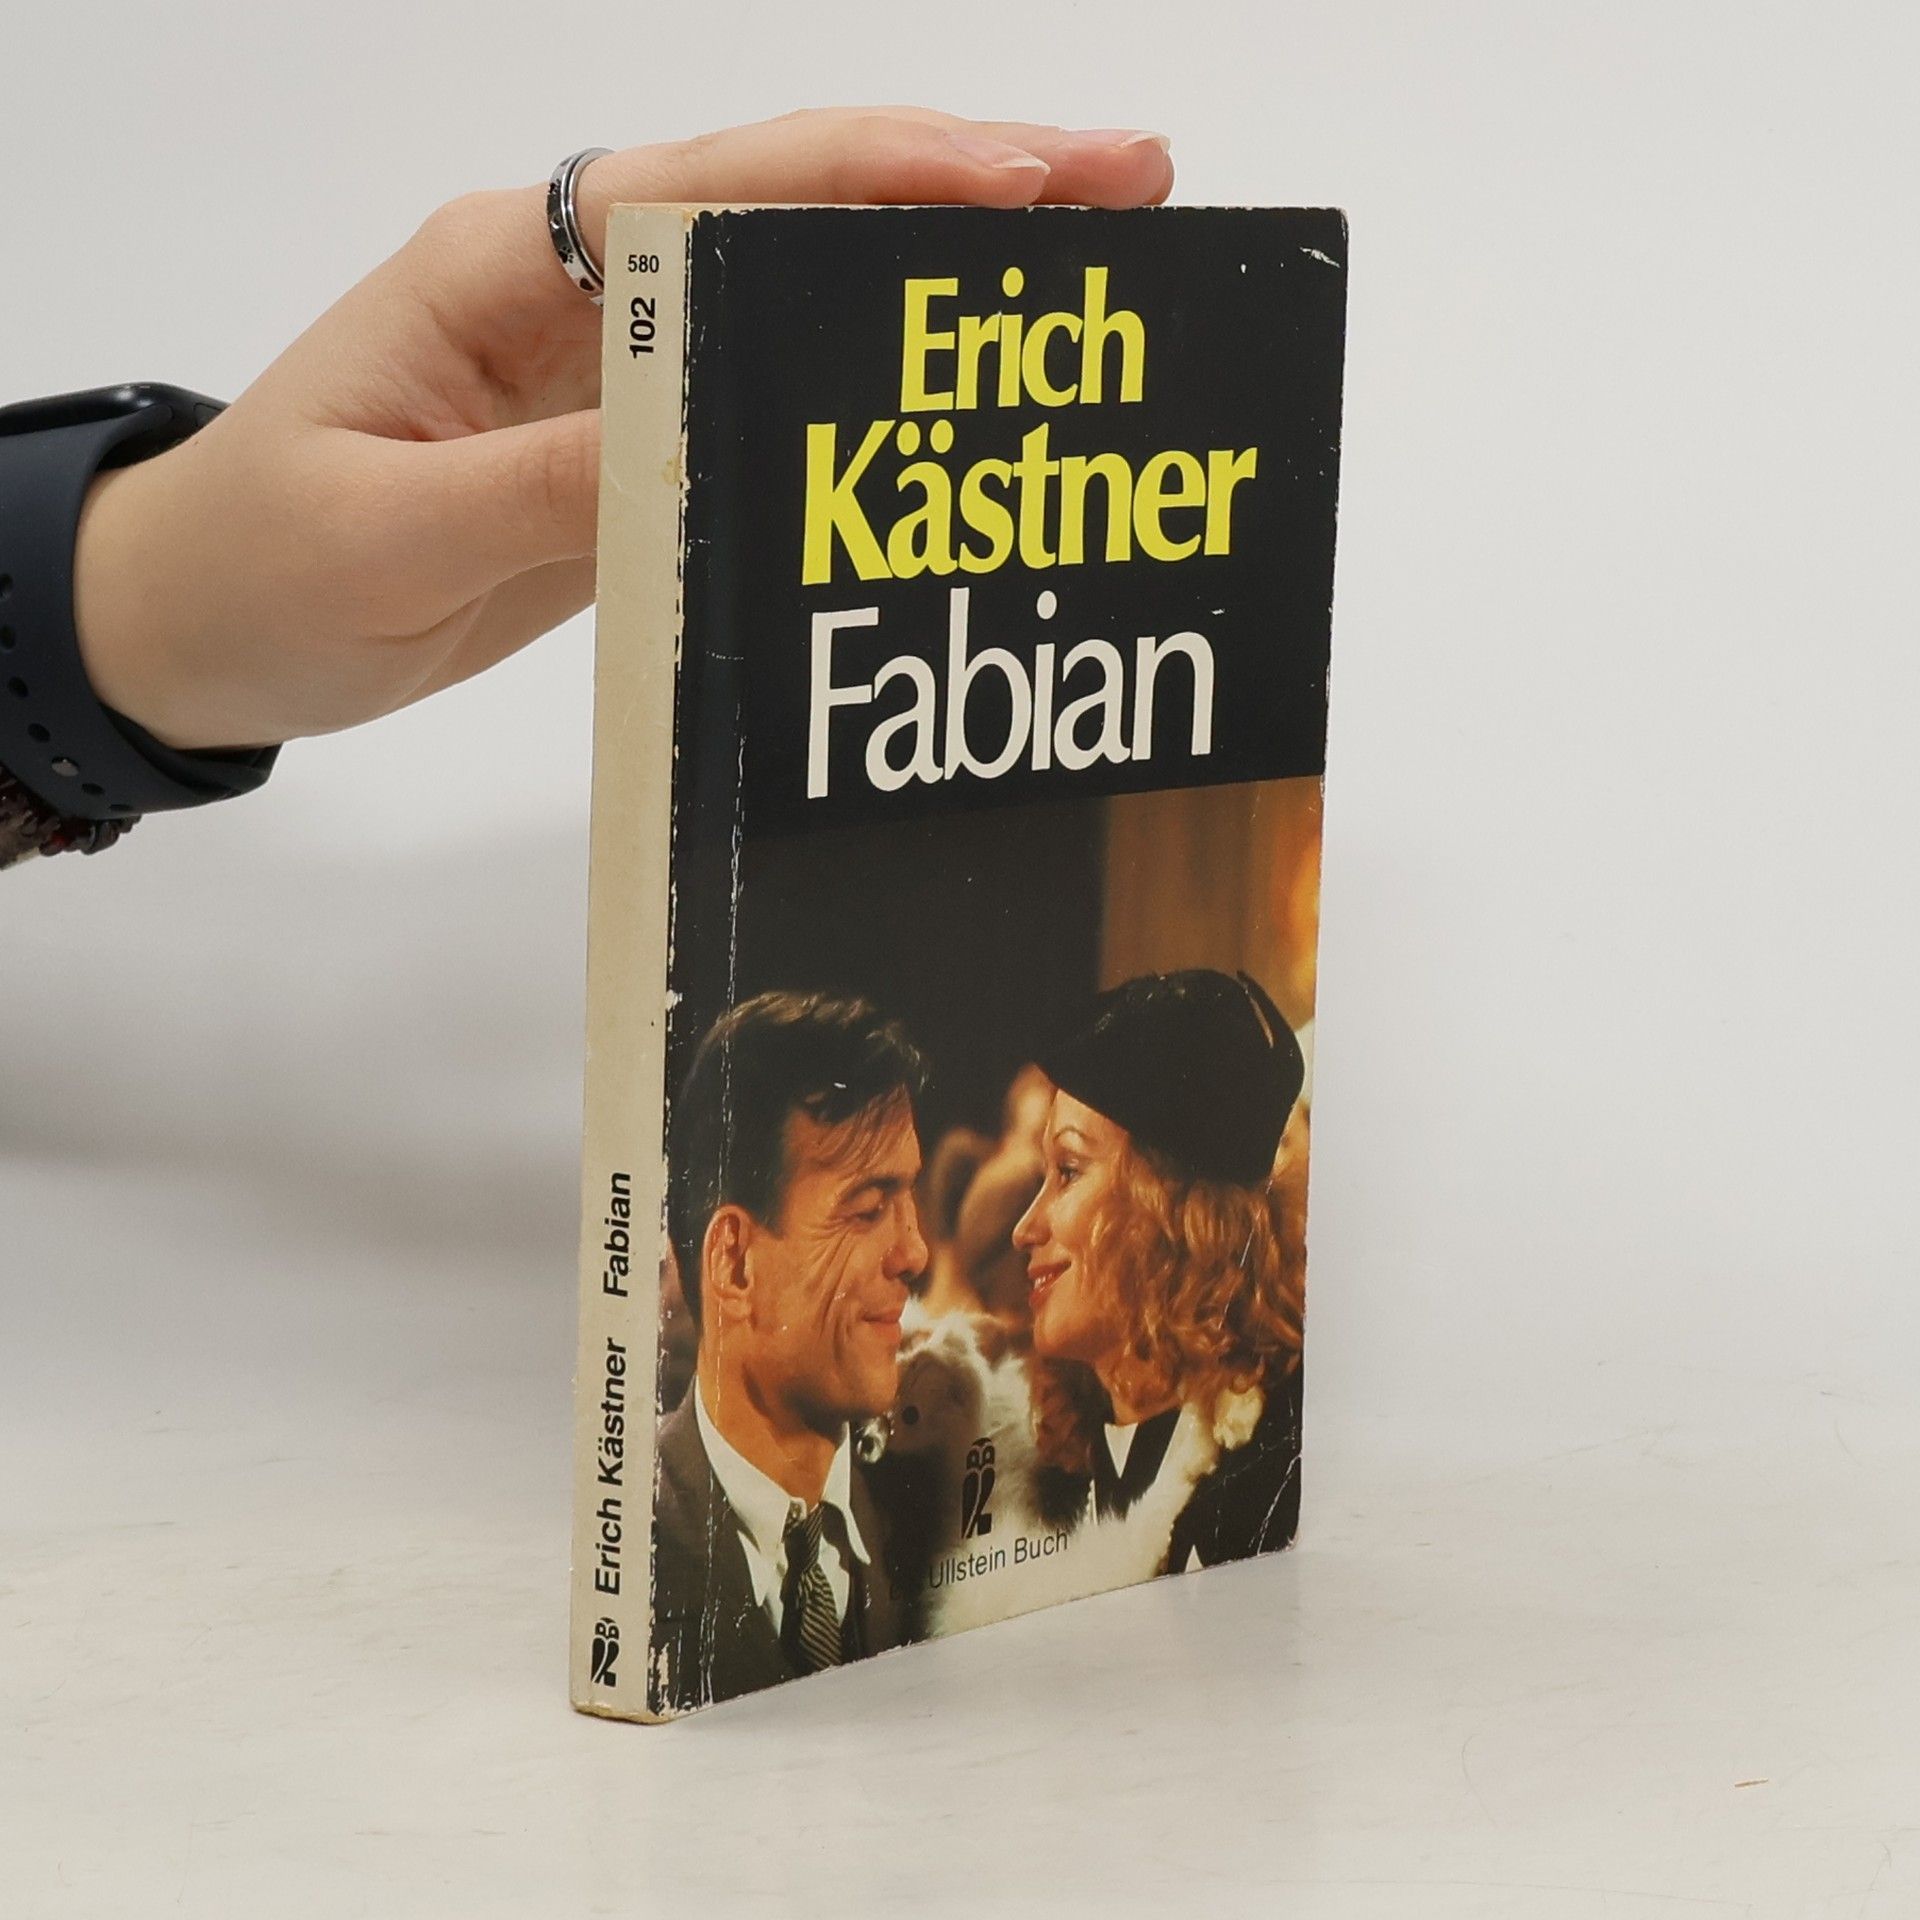 580
102
Erich Kästner Fabian
Erich
Kästner
Fabian
Ullstein Buch